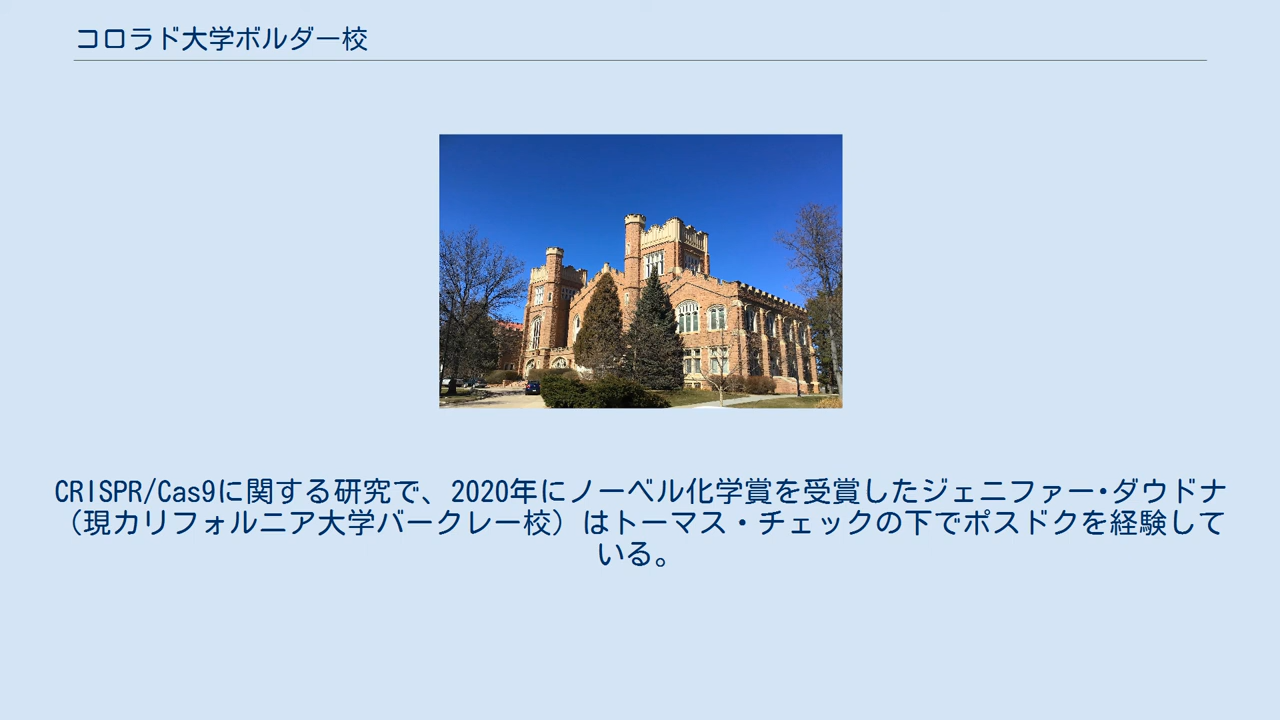 コロラド大学ボルダー校
CRISPR/Cas9に関する研究で、2020年にノーベル化学賞を受賞したジェニファー・ダウドナ
（現カリフォルニア大学バークレー校）はトーマス・チェックの下でポスドクを経験して
いる。